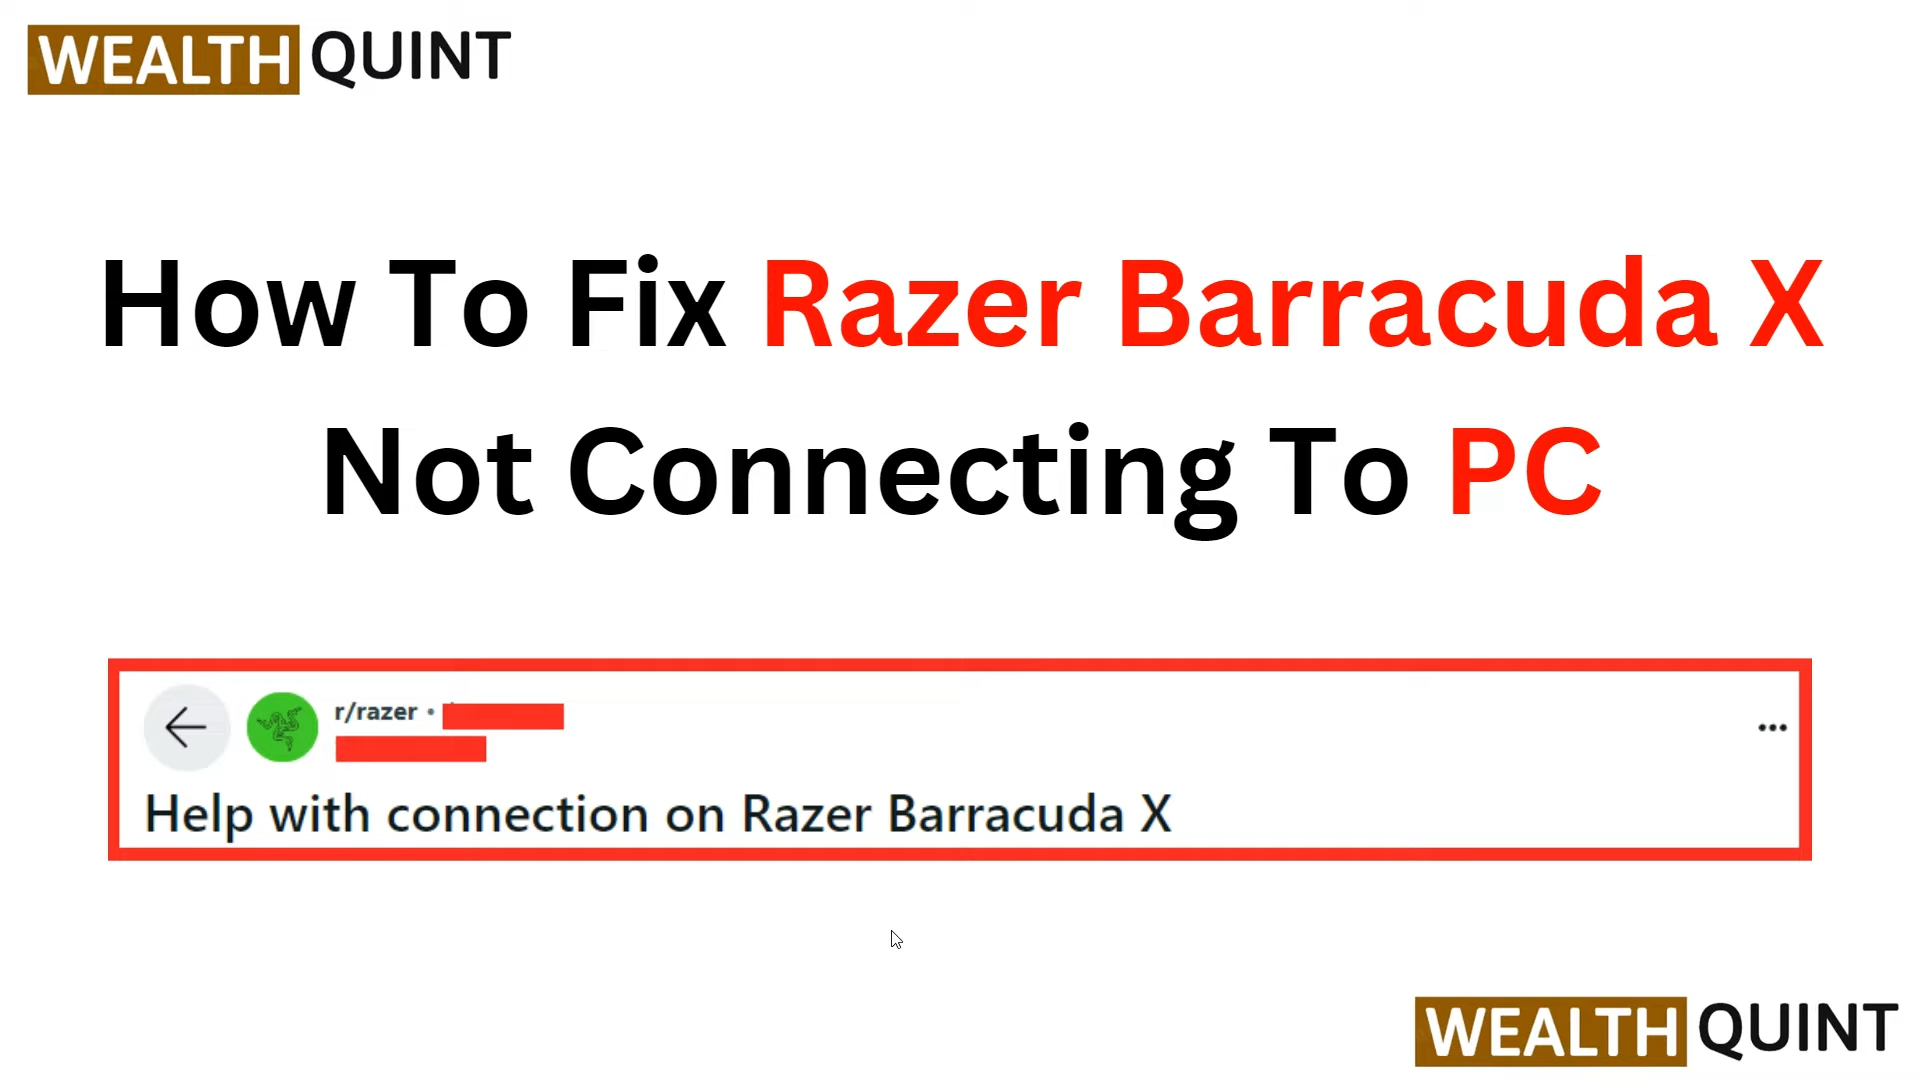 WEALTH QUINT
How To Fix Razer Barracuda X
Not Connecting To PC
r/razer •
Help with connection on Razer Barracuda X
WEALTH QUINT